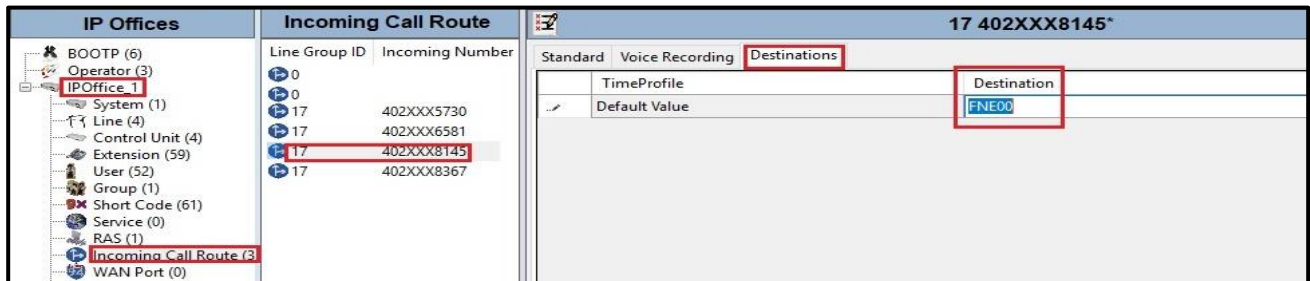 IP Offices
BOOTP (6)
Operator (3)
IPOffice_1
System (1)
Line (4)
Control Unit (4)
Extension (59)
User (52)
Group (1)
Short Code (61)
Service (0)
RAS (1)
Incoming Call Route (3
WAN Port (0)
Incoming Call Route
Line Group ID Incoming Number
0
0
17 402XXX5730
17 402XXX6581
17 402XXX8145
17 402XXX8367
17 402XXX8145*
Standard Voice Recording Destinations
TimeProfile Destination
Default Value FNE00